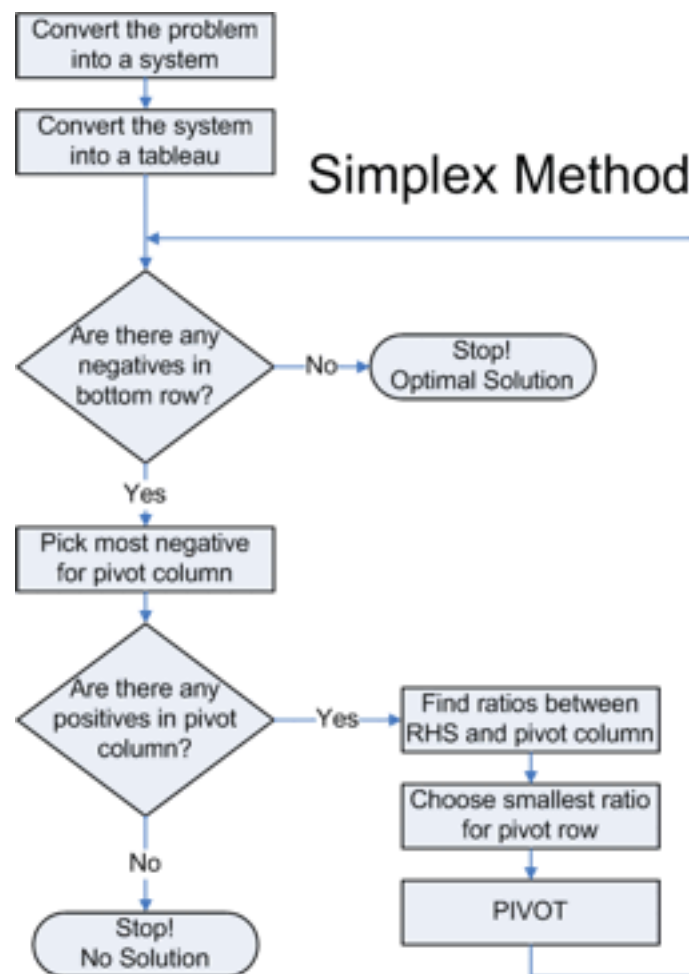 Convert the problem
into a system
Convert the system
into a tableau
Simplex Method
Are there any
negatives in
bottom row?
No
Stop!
Optimal Solution
Yes
Pick most negative
for pivot column
Are there any
positives in pivot
column?
Yes
Find ratios between
RHS and pivot column
Choose smallest ratio
for pivot row
No
PIVOT
Stop!
No Solution